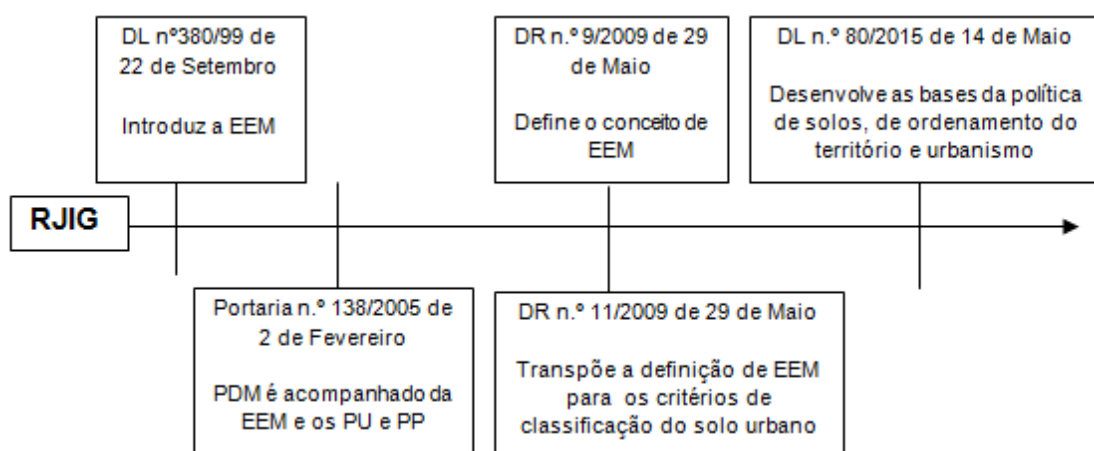 DL nº380/99 de
22 de Setembro
Introduz a EEM
DR n.º 9/2009 de 29
de Maio
Define o conceito de
EEM
DL n.º 80/2015 de 14 de Maio
Desenvolve as bases da política
de solos, de ordenamento do
território e urbanismo
RJIG
Portaria n.º 138/2005 de
2 de Fevereiro
PDM é acompanhado da
EEM e os PU e PP
DR n.º 11/2009 de 29 de Maio
Transpõe a definição de EEM
para os critérios de
classificação do solo urbano